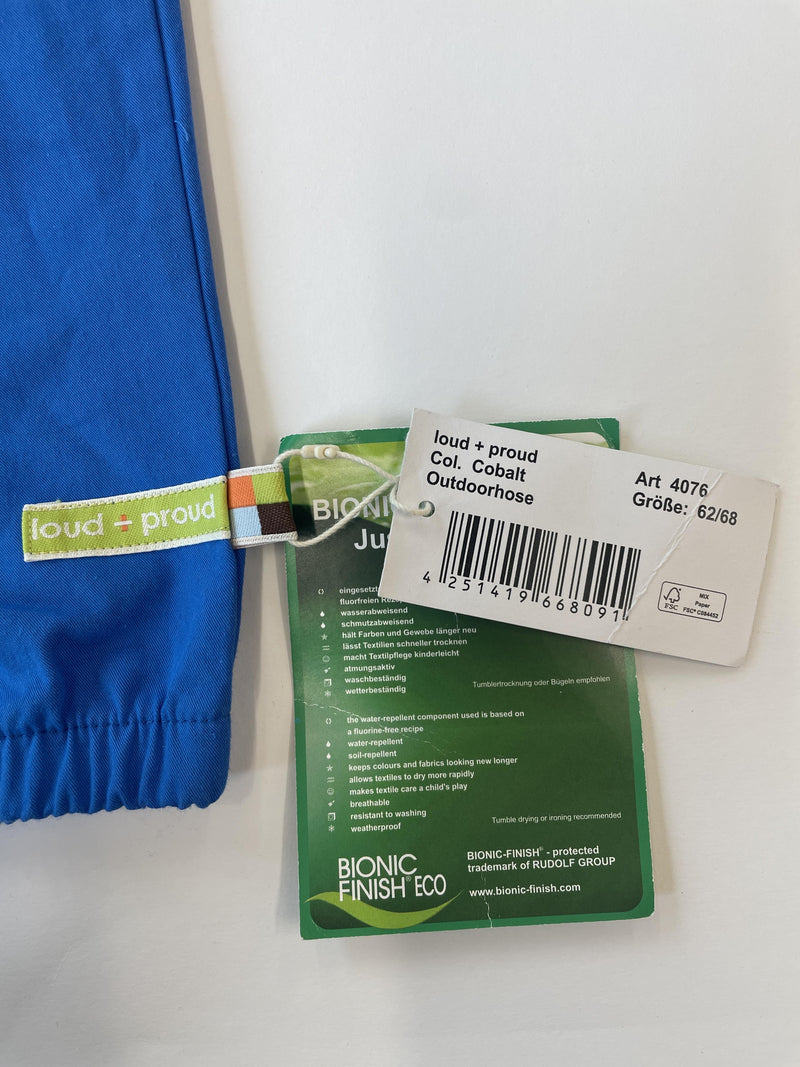 loud + proud
loud + proud
Col. Cobalt
Outdoorhose
Art 4076
Größe: 62/68
4 251419 668091
FSC
MIX
Paper
FSC® C084452
BIONIC
eingesetzt
fluorfreien
wasserabweisend
schmutzabweisend
hält Farben und Gewebe länger neu
lässt Textilien schneller trocknen
macht Textilpflege kinderleicht
atmungsaktiv
waschbeständig
wetterbeständig
Tumblertrocknung oder Bügeln empfohlen
the water-repellent component used is based on
a fluorine-free recipe
water-repellent
soil-repellent
keeps colours and fabrics looking new longer
allows textiles to dry more rapidly
makes textile care a child's play
breathable
resistant to washing
weatherproof
Tumble drying or ironing recommended
BIONIC
FINISH® ECO
BIONIC-FINISH® - protected
trademark of RUDOLF GROUP
www.bionic-finish.com